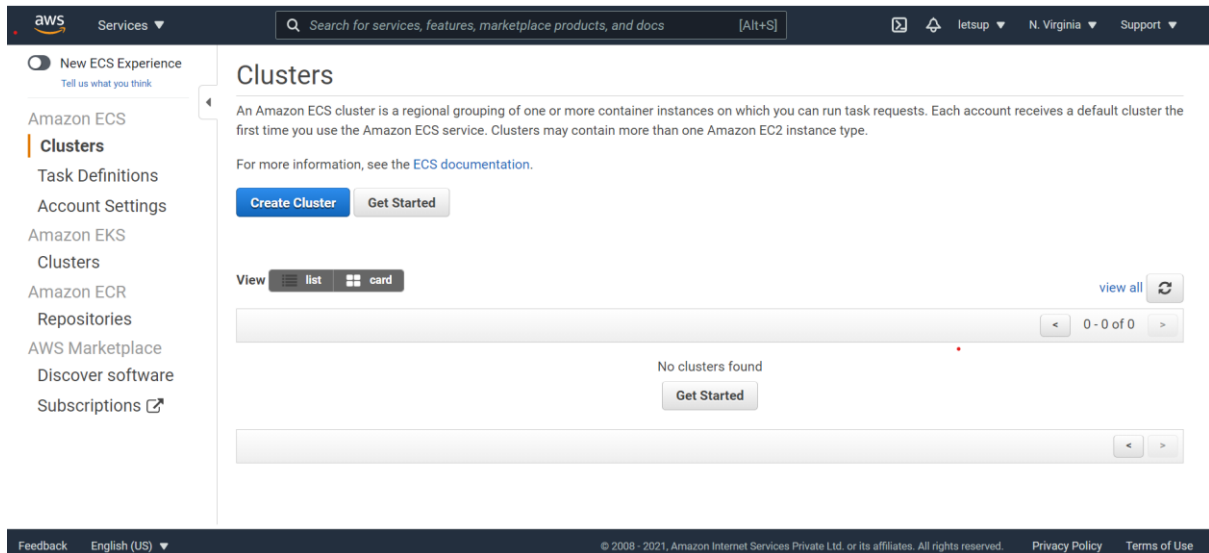 aws Services ▼ Search for services, features, marketplace products, and docs [Alt+S] letsup ▼ N. Virginia ▼ Support ▼
New ECS Experience
Tell us what you think
Amazon ECS
Clusters
Task Definitions
Account Settings
Amazon EKS
Clusters
Amazon ECR
Repositories
AWS Marketplace
Discover software
Subscriptions
Clusters
An Amazon ECS cluster is a regional grouping of one or more container instances on which you can run task requests. Each account receives a default cluster the
first time you use the Amazon ECS service. Clusters may contain more than one Amazon EC2 instance type.
For more information, see the ECS documentation.
Create Cluster Get Started
View list card view all
< 0 - 0 of 0 >
No clusters found
Get Started
< >
Feedback English (US) ▼ © 2008 - 2021, Amazon Internet Services Private Ltd. or its affiliates. All rights reserved. Privacy Policy Terms of Use